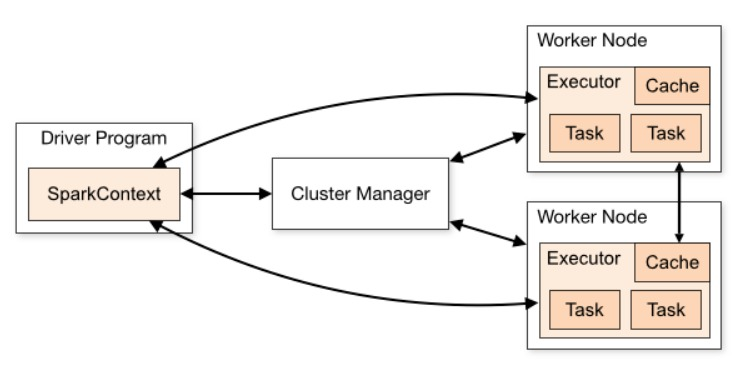 Driver Program
SparkContext
Cluster Manager
Worker Node
Executor
Cache
Task
Task
Worker Node
Executor
Cache
Task
Task